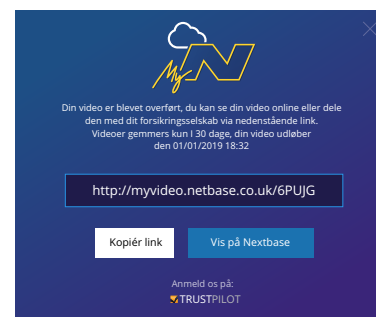 My N
Din video er blevet overført, du kan se din video online eller dele
den med dit forsikringsselskab via nedenstående link.
Videoer gemmers kun I 30 dage, din video udløber
den 01/01/2019 18:32
http://myvideo.netbase.co.uk/6PUJG
Kopiér link
Vis på Nextbase
Anmeld os på:
TRUSTPILOT